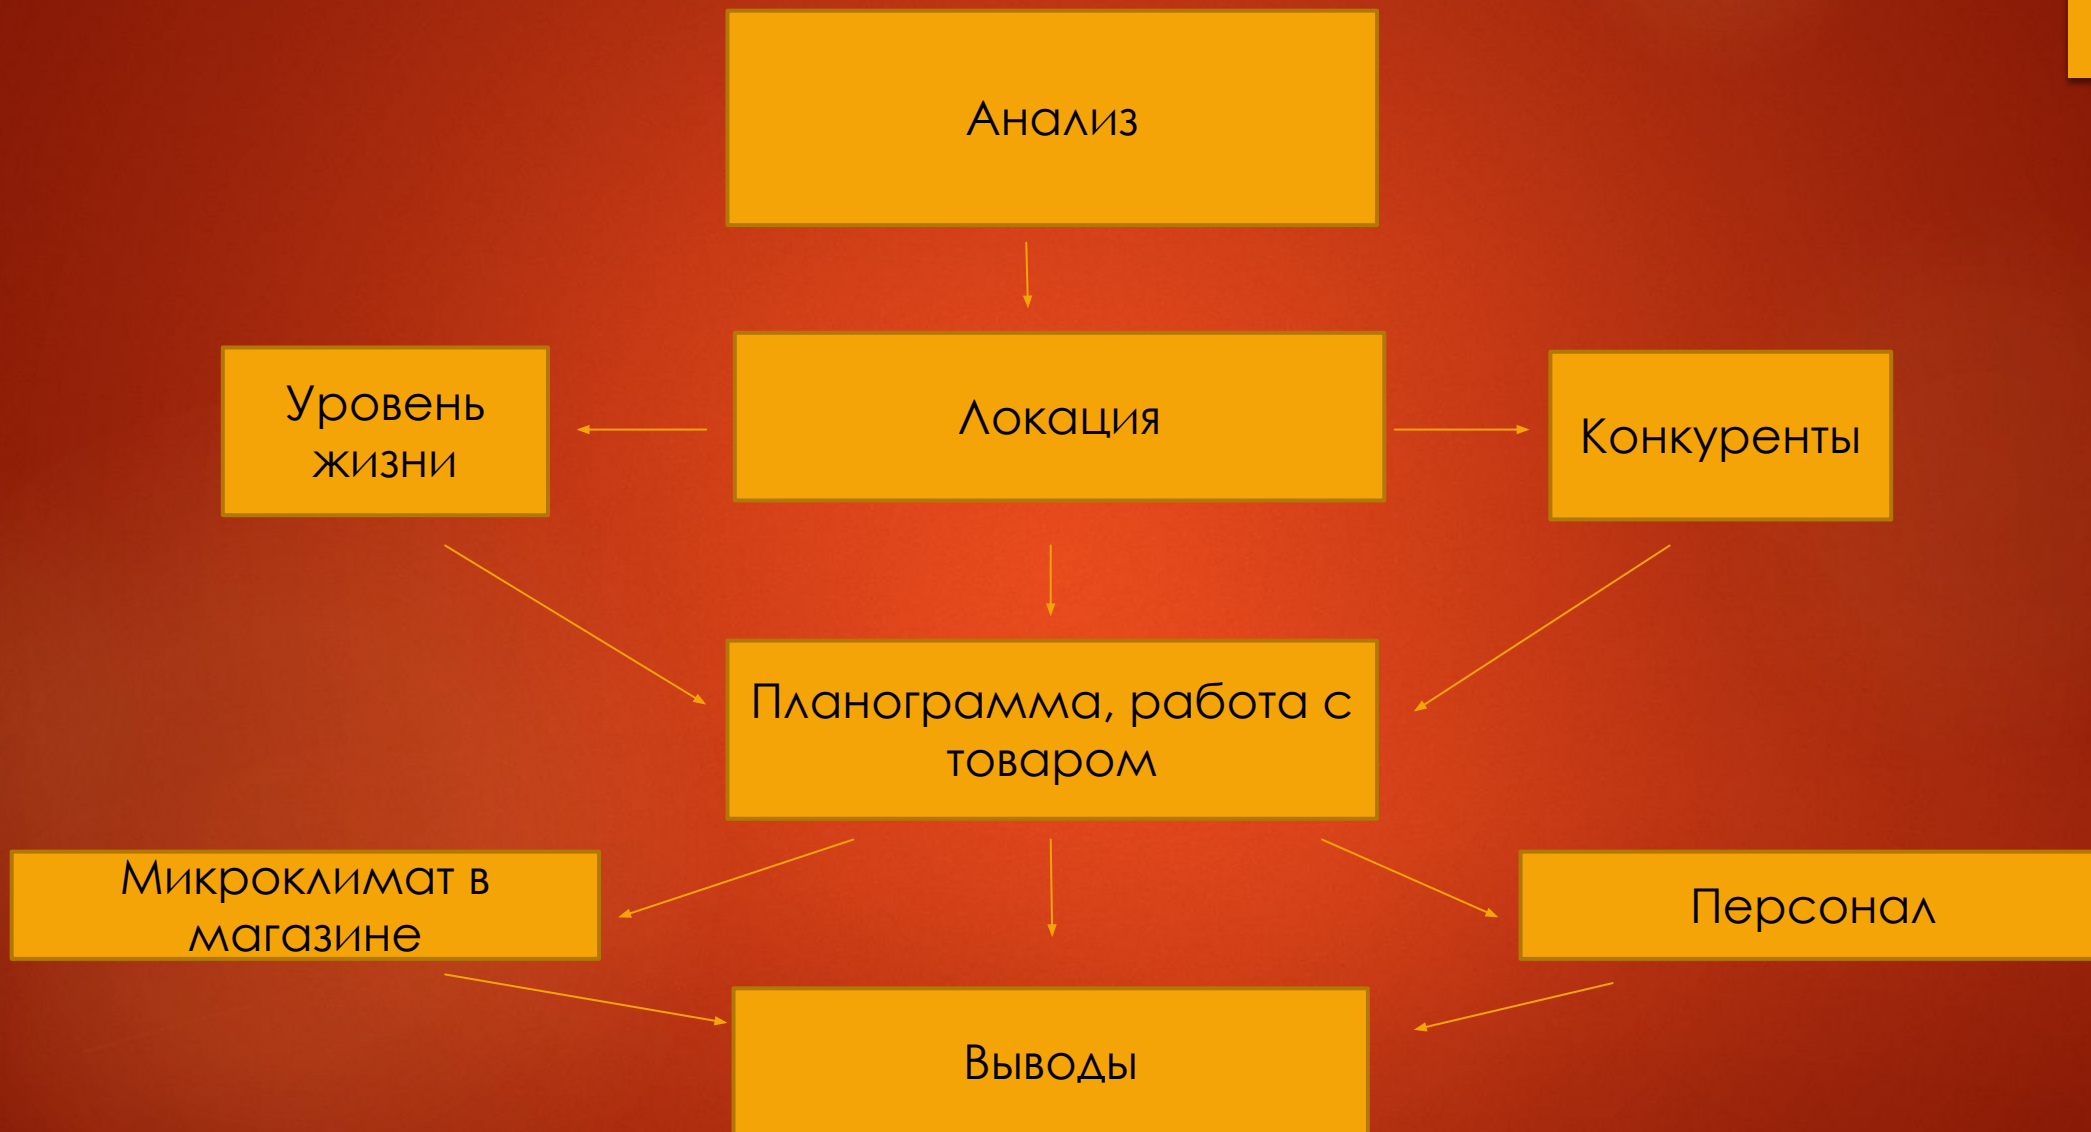 Анализ
Уровень
жизни
Локация
Конкуренты
Планограмма, работа с
товаром
Микроклимат в
магазине
Персонал
Выводы